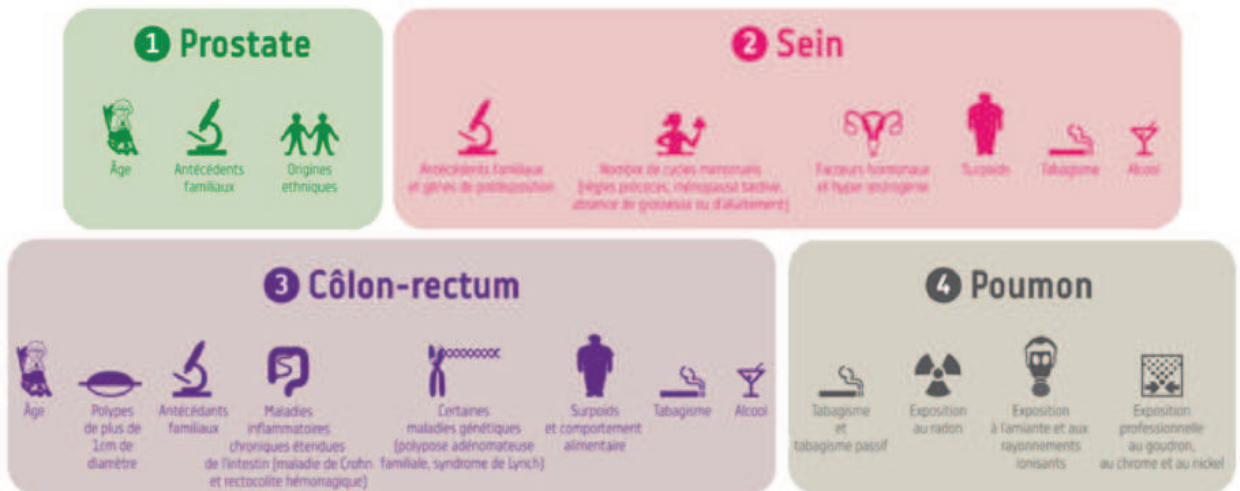 1 Prostate
Âge
Antécédents
familiaux
Origines
ethniques
2 Sein
Antécédents familiaux
et gènes de prédisposition
Nombre de cycles menstruels
(règles précoces, ménopause tardive,
absence de grossesse ou d'allaitement)
Facteurs hormonaux
et hyper œstrogénie
Surpoids
Tabagisme
Alcool
3 Côlon-rectum
Âge
Polypes
de plus de
1cm de
diamètre
Antécédants
familiaux
Maladies
inflammatoires
chroniques étendues
de l'intestin (maladie de Crohn
et rectocolite hémorragique)
Certaines
maladies génétiques
(polypose adénomateuse
familiale, syndrome de Lynch)
Surpoids
et comportement
alimentaire
Tabagisme
Alcool
4 Poumon
Tabagisme
et
tabagisme passif
Exposition
au radon
Exposition
à l'amiante et aux
rayonnements
ionisants
Exposition
professionnelle
au goudron,
au chrome et au nickel